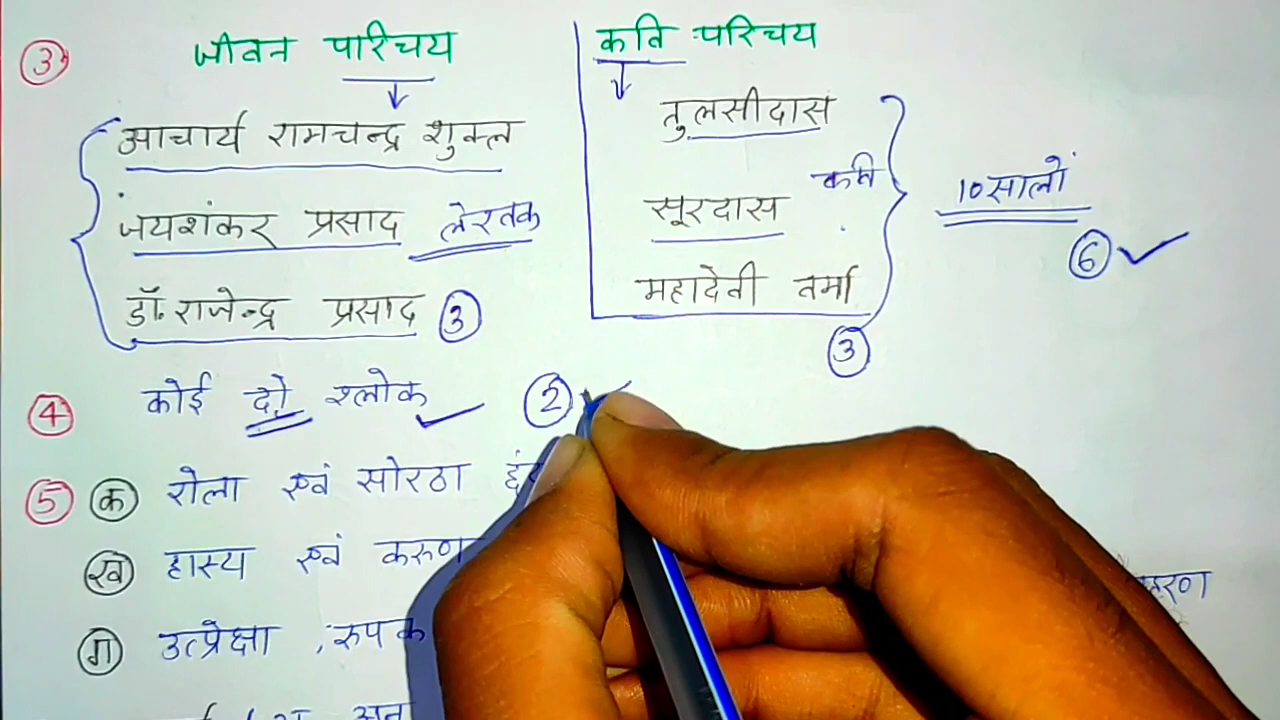 ③ जीवन परिचय
आचार्य रामचन्द्र शुक्ल
जयशंकर प्रसाद लेखक
डॉ. राजेन्द्र प्रसाद ③
कवि परिचय
तुलसीदास
कवि
सूरदास
महादेवी वर्मा
③
10 सालों
⑥
④ कोई दो श्लोक ②
⑤ क रोला एवं सोरठा
ख हास्य एवं करुण
ग उत्प्रेक्षा , रुपक